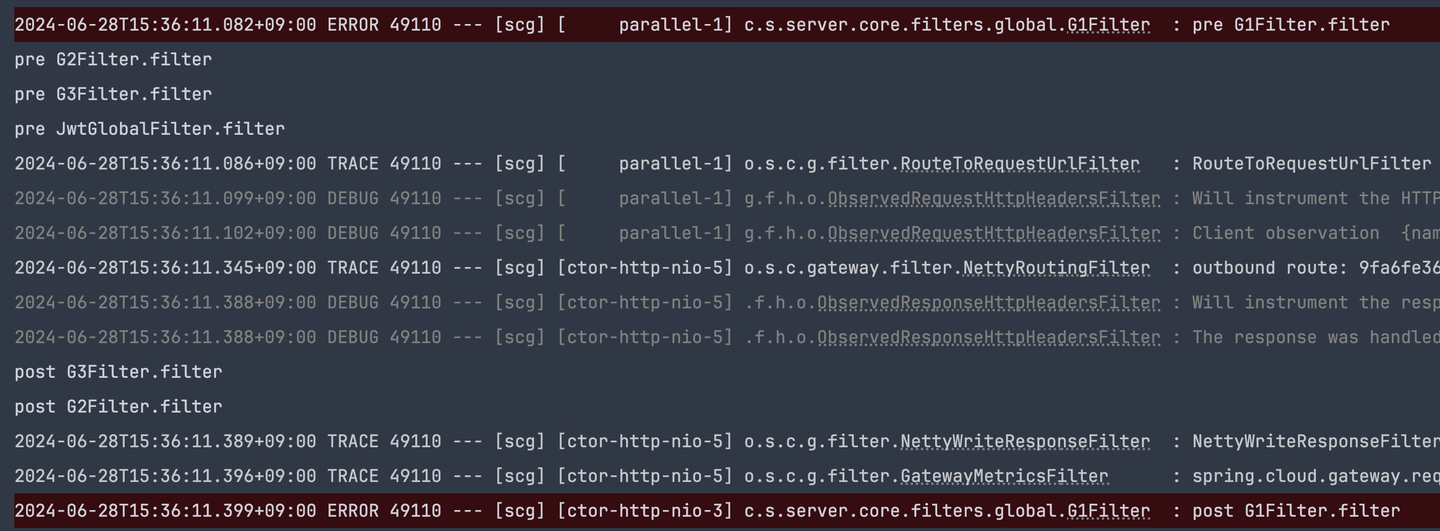 2024-06-28T15:36:11.082+09:00 ERROR 49110 --- [scg] [     parallel-1] c.s.server.core.filters.global.G1Filter  : pre G1Filter.filter
pre G2Filter.filter
pre G3Filter.filter
pre JwtGlobalFilter.filter
2024-06-28T15:36:11.086+09:00 TRACE 49110 --- [scg] [     parallel-1] o.s.c.g.filter.RouteToRequestUrlFilter   : RouteToRequestUrlFilter
2024-06-28T15:36:11.099+09:00 DEBUG 49110 --- [scg] [     parallel-1] g.f.h.o.ObservedRequestHttpHeadersFilter : Will instrument the HTTP
2024-06-28T15:36:11.102+09:00 DEBUG 49110 --- [scg] [     parallel-1] g.f.h.o.ObservedRequestHttpHeadersFilter : Client observation  {nam
2024-06-28T15:36:11.345+09:00 TRACE 49110 --- [scg] [ctor-http-nio-5] o.s.c.gateway.filter.NettyRoutingFilter  : outbound route: 9fa6fe36
2024-06-28T15:36:11.388+09:00 DEBUG 49110 --- [scg] [ctor-http-nio-5] .f.h.o.ObservedResponseHttpHeadersFilter : Will instrument the resp
2024-06-28T15:36:11.388+09:00 DEBUG 49110 --- [scg] [ctor-http-nio-5] .f.h.o.ObservedResponseHttpHeadersFilter : The response was handled
post G3Filter.filter
post G2Filter.filter
2024-06-28T15:36:11.389+09:00 TRACE 49110 --- [scg] [ctor-http-nio-5] o.s.c.g.filter.NettyWriteResponseFilter  : NettyWriteResponseFilter
2024-06-28T15:36:11.396+09:00 TRACE 49110 --- [scg] [ctor-http-nio-5] o.s.c.g.filter.GatewayMetricsFilter      : spring.cloud.gateway.req
2024-06-28T15:36:11.399+09:00 ERROR 49110 --- [scg] [ctor-http-nio-3] c.s.server.core.filters.global.G1Filter  : post G1Filter.filter